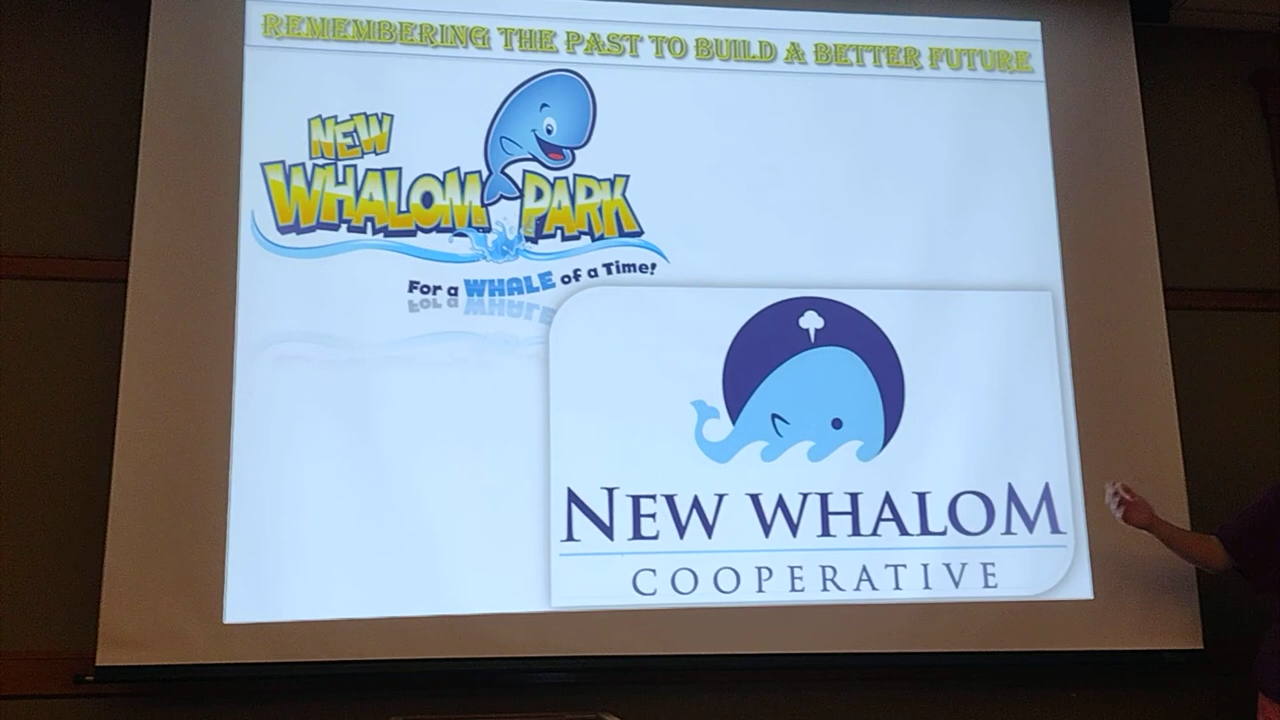 REMEMBERING THE PAST TO BUILD A BETTER FUTURE
NEW
WHALOM PARK
For a WHALE of a Time!
NEW WHALOM
COOPERATIVE